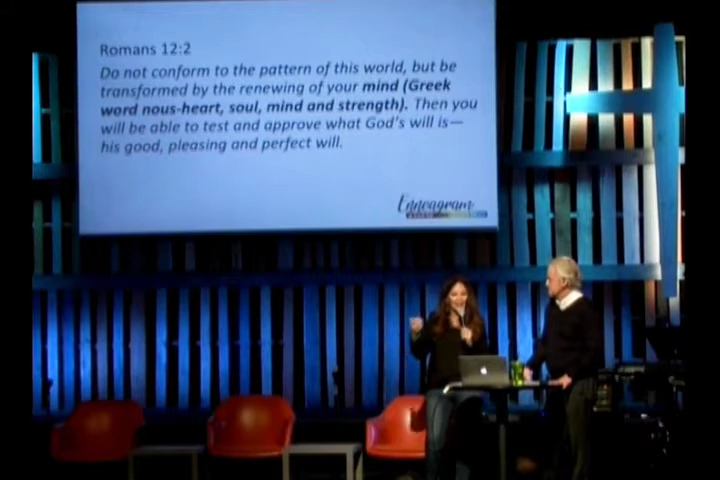 Romans 12:2
Do not conform to the pattern of this world, but be
transformed by the renewing of your mind (Greek
word nous-heart, soul, mind and strength). Then you
will be able to test and approve what God's will is—
his good, pleasing and perfect will.
Enneagram